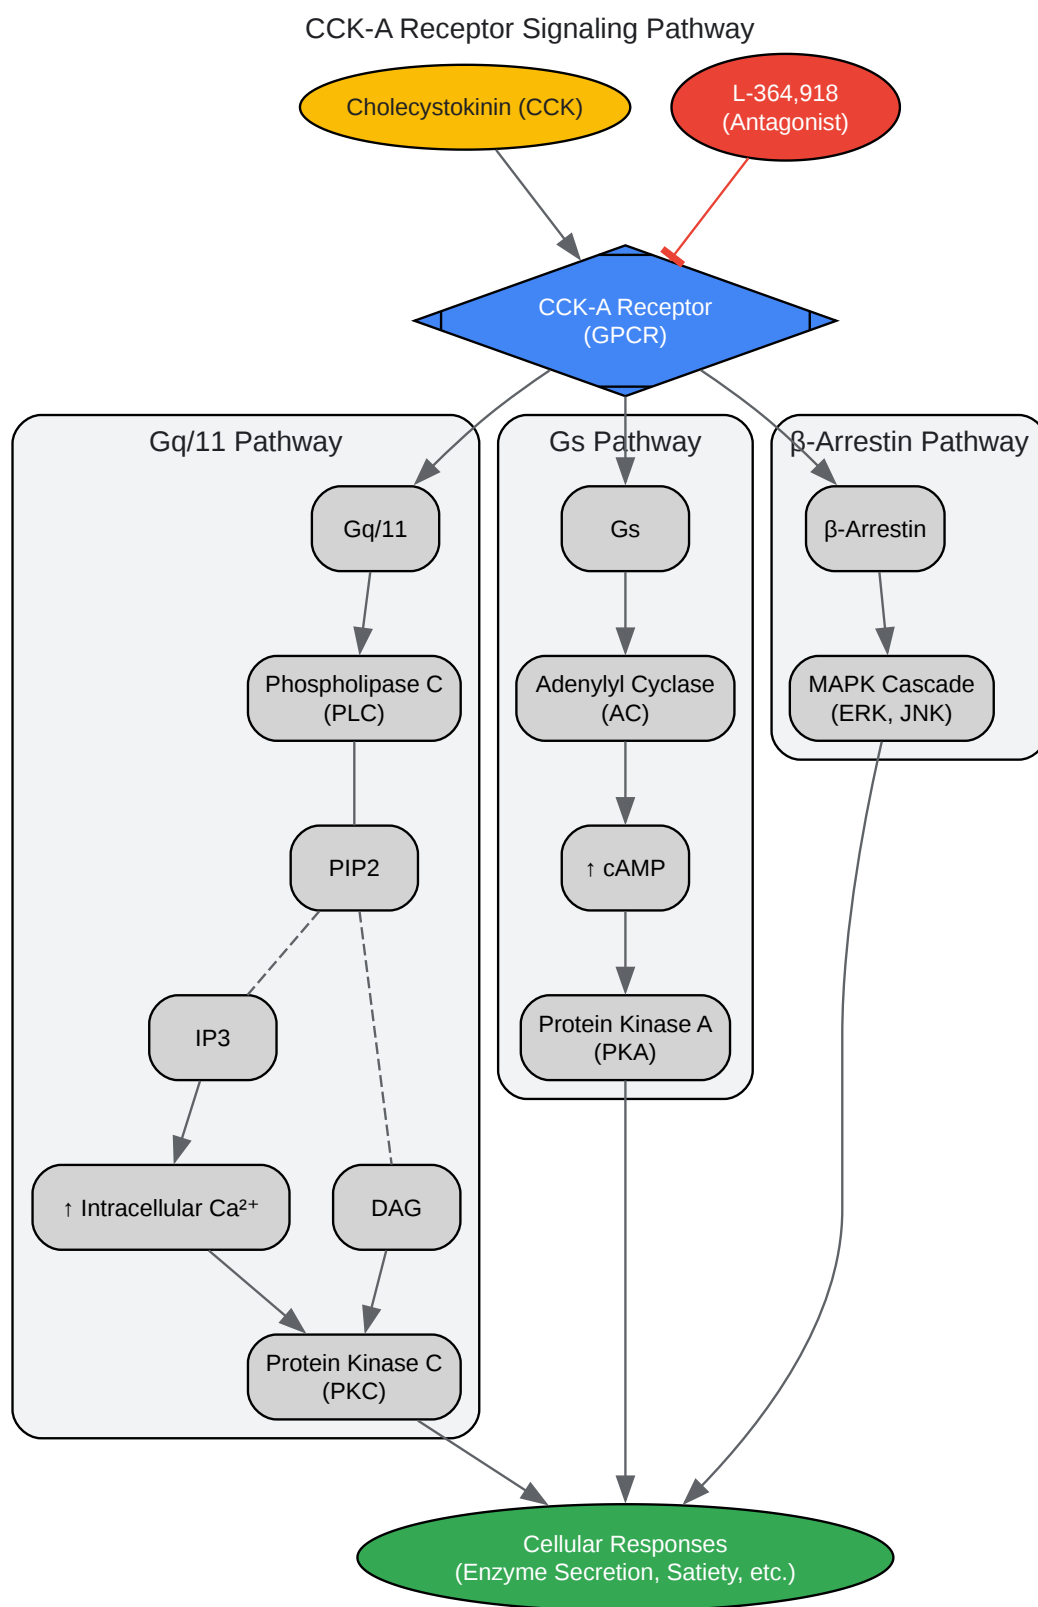 CCK-A Receptor Signaling Pathway
Cholecystokinin (CCK)
L-364,918
(Antagonist)
CCK-A Receptor
(GPCR)
Gq/11 Pathway
Gs Pathway
β-Arrestin Pathway
Gq/11
Gs
β-Arrestin
Phospholipase C
(PLC)
Adenylyl Cyclase
(AC)
MAPK Cascade
(ERK, JNK)
PIP2
↑ cAMP
IP3
Protein Kinase A
(PKA)
↑ Intracellular Ca²⁺
DAG
Protein Kinase C
(PKC)
Cellular Responses
(Enzyme Secretion, Satiety, etc.)